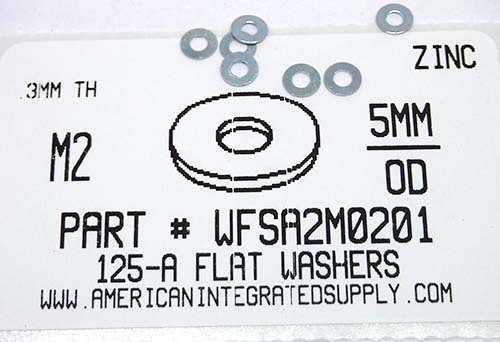 ZINC
.3MM TH
M2
5MM
OD
PART # WFSA2M0201
125-A FLAT WASHERS
WWW.AMERICANINTEGRATEDSUPPLY.COM